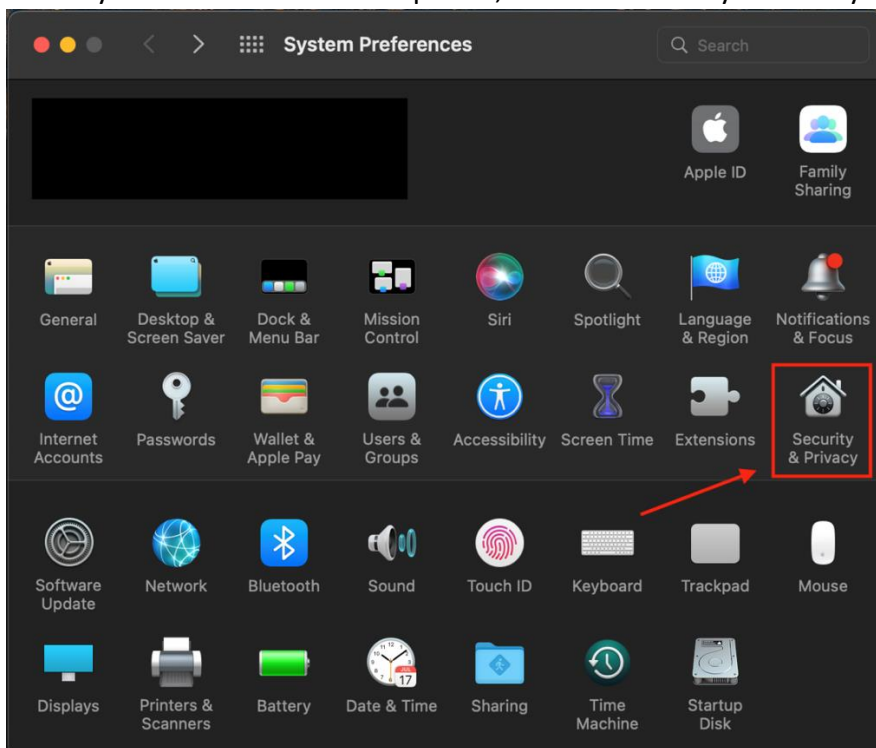 System Preferences
Search
Apple ID
Family
Sharing
General
Desktop &
Screen Saver
Dock &
Menu Bar
Mission
Control
Siri
Spotlight
Language
& Region
Notifications
& Focus
Internet
Accounts
Passwords
Wallet &
Apple Pay
Users &
Groups
Accessibility
Screen Time
Extensions
Security
& Privacy
Software
Update
Network
Bluetooth
Sound
Touch ID
Keyboard
Trackpad
Mouse
Displays
Printers &
Scanners
Battery
JUL
17
Date & Time
Sharing
Time
Machine
Startup
Disk